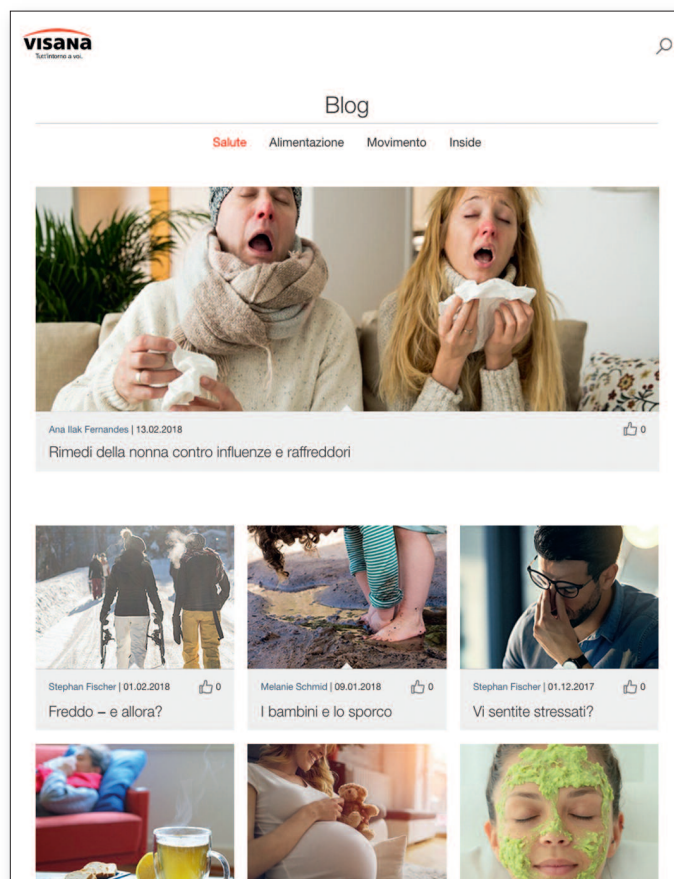 visana
Tutt'intorno a voi.
Blog
Salute Alimentazione Movimento Inside
Ana Ilak Fernandes | 13.02.2018 0
Rimedi della nonna contro influenze e raffreddori
Stephan Fischer | 01.02.2018 0
Freddo – e allora?
Melanie Schmid | 09.01.2018 0
I bambini e lo sporco
Stephan Fischer | 01.12.2017 0
Vi sentite stressati?